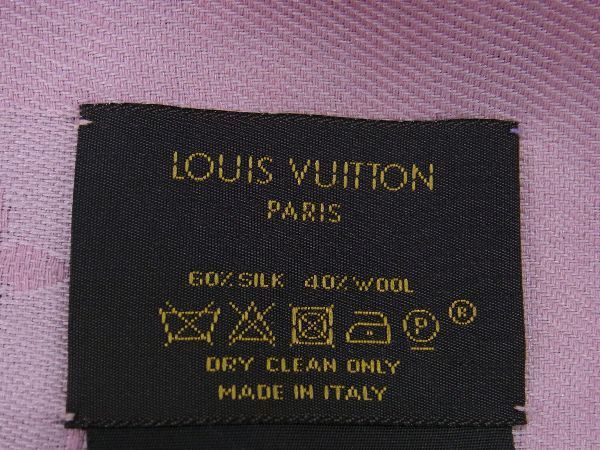 LOUIS VUITTON
PARIS
60% SILK 40% WOOL
P ®
DRY CLEAN ONLY
MADE IN ITALY